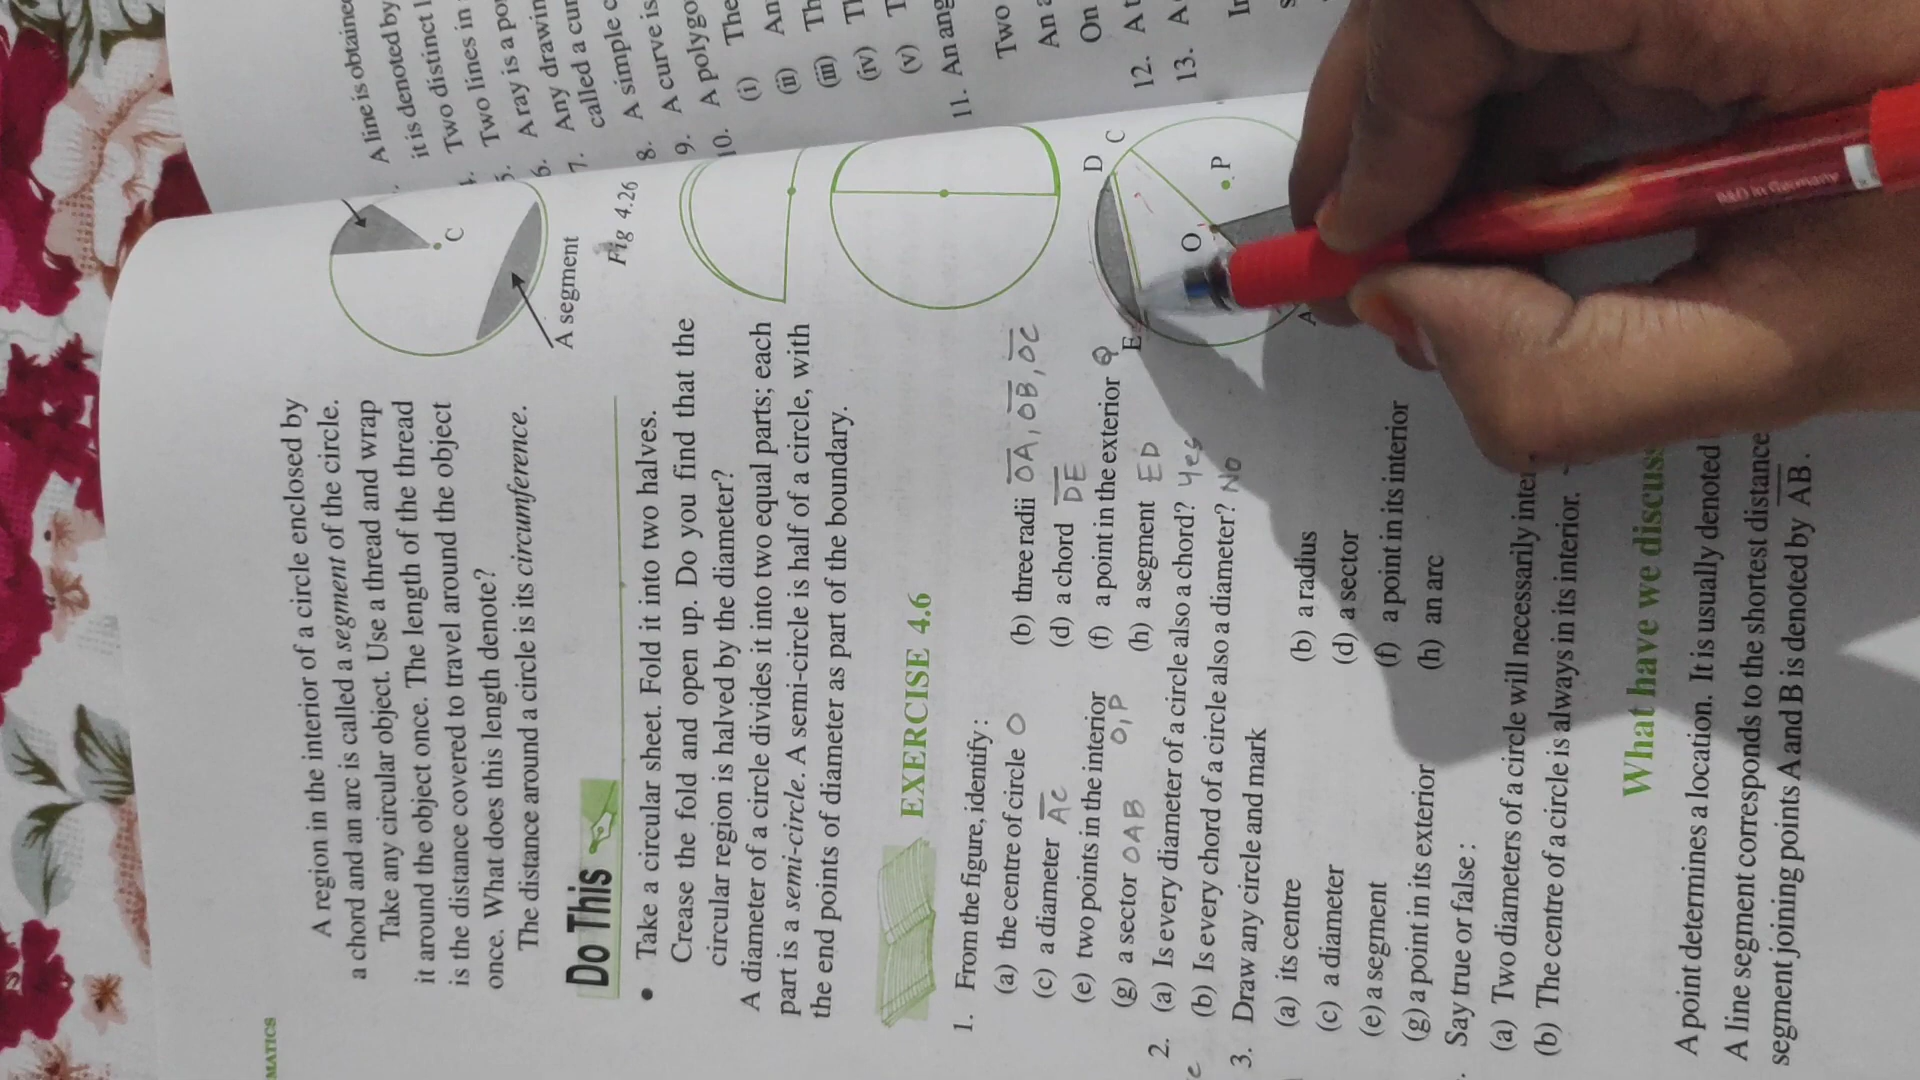 MATICS
A region in the interior of a circle enclosed by
a chord and an arc is called a segment of the circle.
Take any circular object. Use a thread and wrap
it around the object once. The length of the thread
is the distance covered to travel around the object
once. What does this length denote?
The distance around a circle is its circumference.
C
A segment
Fig 4.26
Do This
• Take a circular sheet. Fold it into two halves.
Crease the fold and open up. Do you find that the
circular region is halved by the diameter?
A diameter of a circle divides it into two equal parts; each
part is a semi-circle. A semi-circle is half of a circle, with
the end points of diameter as part of the boundary.
EXERCISE 4.6
1. From the figure, identify :
(a) the centre of circle O (b) three radii OA, OB, OC
(c) a diameter AC (d) a chord DE
(e) two points in the interior O, P (f) a point in the exterior Q
(g) a sector OAB (h) a segment ED
D
C
E
O
P
A
2. (a) Is every diameter of a circle also a chord? Yes
(b) Is every chord of a circle also a diameter? No
3. Draw any circle and mark
(a) its centre (b) a radius
(c) a diameter (d) a sector
(e) a segment (f) a point in its interior
(g) a point in its exterior (h) an arc
Say true or false :
(a) Two diameters of a circle will necessarily
(b) The centre of a circle is always in its interior.
What have we
A point determines a location. It is usually denoted
A line segment corresponds to the shortest distance
segment joining points A and B is denoted by AB.
A line is obtained
it is denoted by
Two distinct
Two lines in
5. A ray is a
6. Any drawing
7. called a
8. A simple
9. A curve is
10. A
(i) The
(ii) An
(iii)
(iv)
(v)
11. An
Two
An
On
12. A
13. A